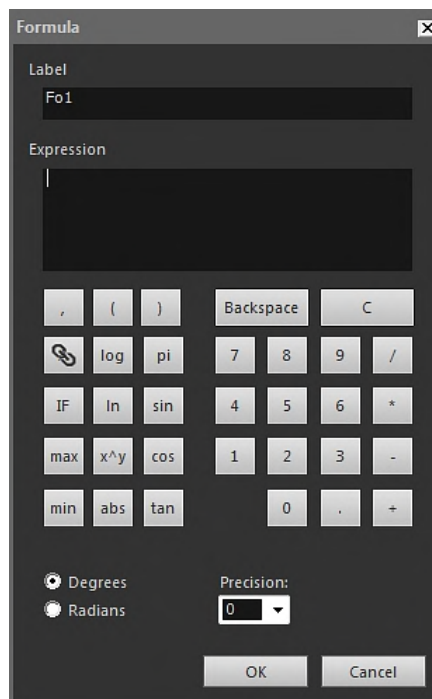 Formula
Label
Fo1
Expression
, ( ) Backspace C
log pi 7 8 9 /
IF ln sin 4 5 6 *
max x^y cos 1 2 3 -
min abs tan 0 . +
Degrees Precision:
Radians 0
OK Cancel